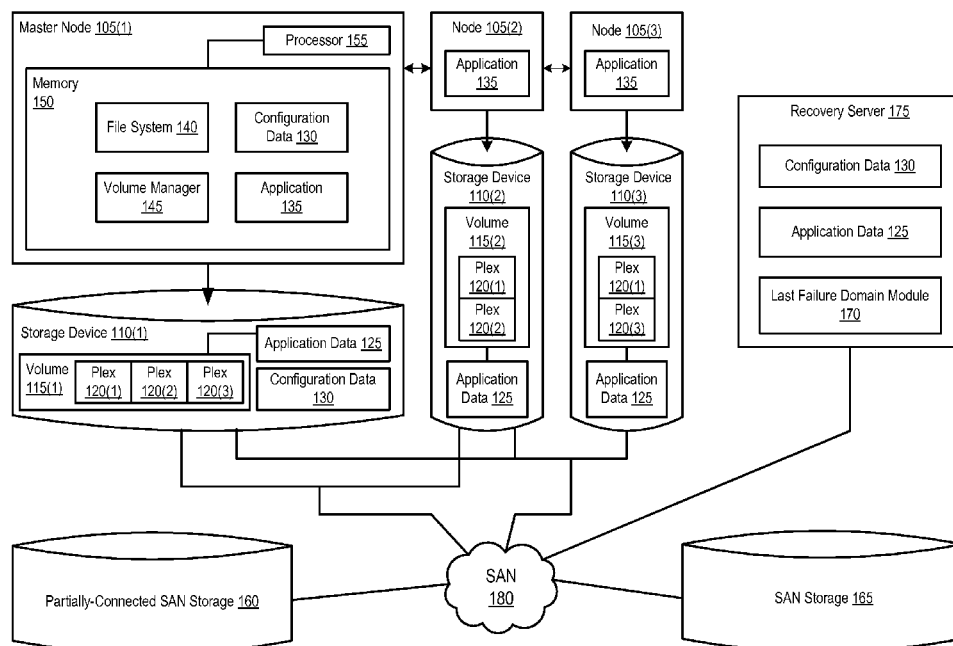 Master Node 105(1)
Processor 155
Memory
150
File System 140
Configuration
Data 130
Volume Manager
145
Application
135
Node 105(2)
Application
135
Node 105(3)
Application
135
Recovery Server 175
Configuration Data 130
Application Data 125
Last Failure Domain Module
170
Storage Device 110(1)
Application Data 125
Volume
115(1)
Plex
120(1)
Plex
120(2)
Plex
120(3)
Configuration Data
130
Storage Device
110(2)
Volume
115(2)
Plex
120(1)
Plex
120(2)
Application
Data 125
Storage Device
110(3)
Volume
115(3)
Plex
120(1)
Plex
120(3)
Application
Data 125
Partially-Connected SAN Storage 160
SAN
180
SAN Storage 165